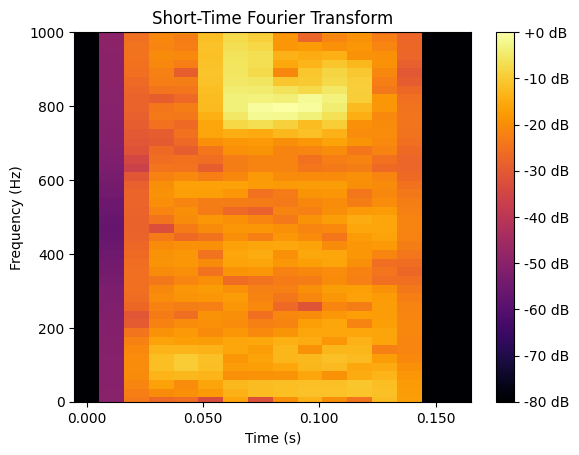 Short-Time Fourier Transform
1000
800
600
400
200
0
Frequency (Hz)
0.000
0.050
0.100
0.150
Time (s)
+0 dB
-10 dB
-20 dB
-30 dB
-40 dB
-50 dB
-60 dB
-70 dB
-80 dB